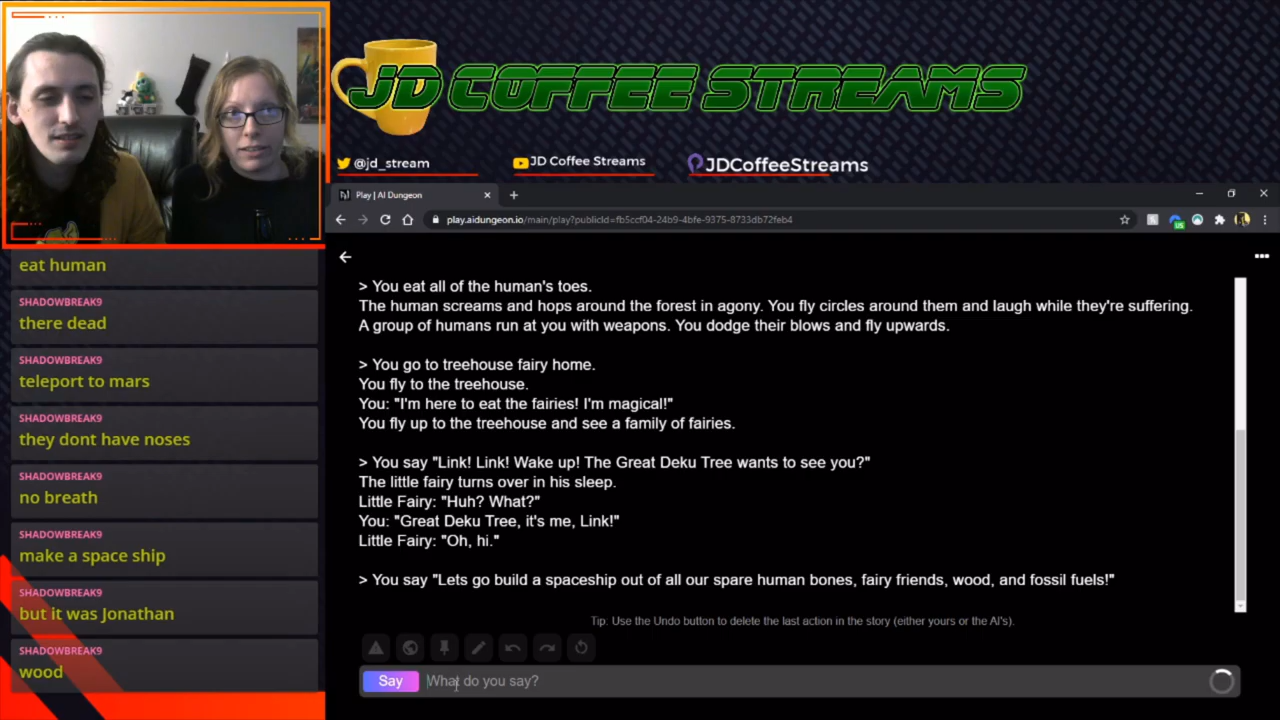 JD COFFEE STREAMS
@jd_stream
JD Coffee Streams
JDCoffeeStreams
Play | AI Dungeon
play.aidungeon.io/main/play?publicId=fb5ccf04-24b9-4bfe-9375-8733db72feb4
US
eat human
SHADOWBREAK9
there dead
SHADOWBREAK9
teleport to mars
SHADOWBREAK9
they dont have noses
SHADOWBREAK9
no breath
SHADOWBREAK9
make a space ship
SHADOWBREAK9
but it was Jonathan
SHADOWBREAK9
wood
> You eat all of the human's toes.
The human screams and hops around the forest in agony. You fly circles around them and laugh while they're suffering.
A group of humans run at you with weapons. You dodge their blows and fly upwards.
> You go to treehouse fairy home.
You fly to the treehouse.
You: "I'm here to eat the fairies! I'm magical!"
You fly up to the treehouse and see a family of fairies.
> You say "Link! Link! Wake up! The Great Deku Tree wants to see you?"
The little fairy turns over in his sleep.
Little Fairy: "Huh? What?"
You: "Great Deku Tree, it's me, Link!"
Little Fairy: "Oh, hi."
> You say "Lets go build a spaceship out of all our spare human bones, fairy friends, wood, and fossil fuels!"
Tip: Use the Undo button to delete the last action in the story (either yours or the AI's).
Say
What do you say?